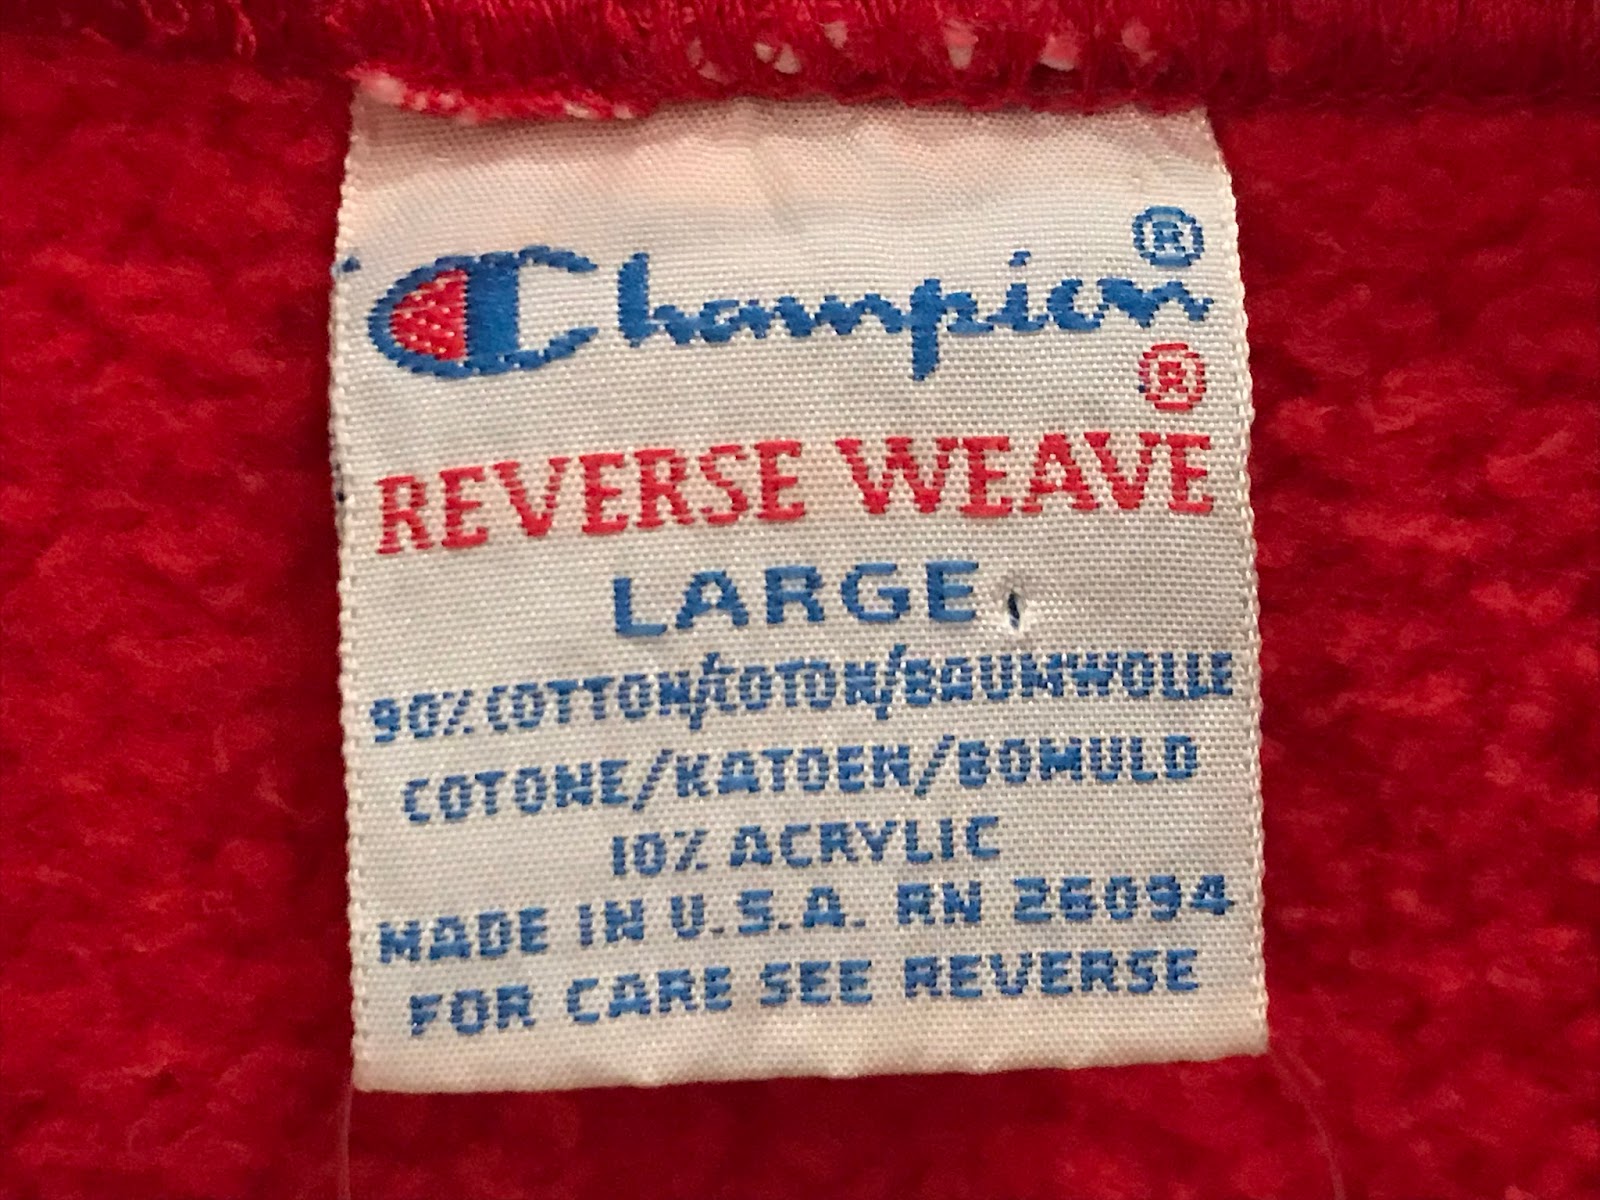 Champion®
®
REVERSE WEAVE
LARGE
90% COTTON/COTON/BAUMWOLLE
COTONE/KATOEN/BOMULD
10% ACRYLIC
MADE IN U.S.A. RN 26094
FOR CARE SEE REVERSE